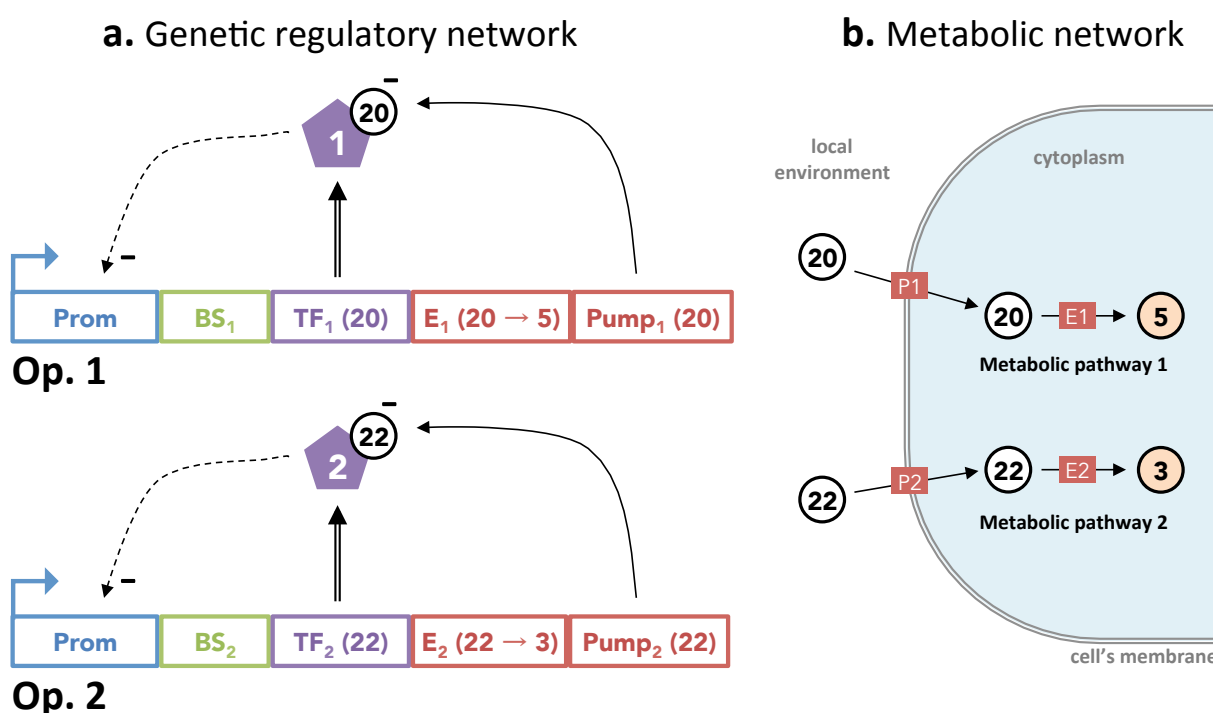 a. Genetic regulatory network
–
20
1
–
Prom
BS₁
TF₁ (20)
E₁ (20 → 5)
Pump₁ (20)
Op. 1
–
22
2
–
Prom
BS₂
TF₂ (22)
E₂ (22 → 3)
Pump₂ (22)
Op. 2
b. Metabolic network
local
environment
cytoplasm
20
P1
20
E1
5
Metabolic pathway 1
22
P2
22
E2
3
Metabolic pathway 2
cell's membrane